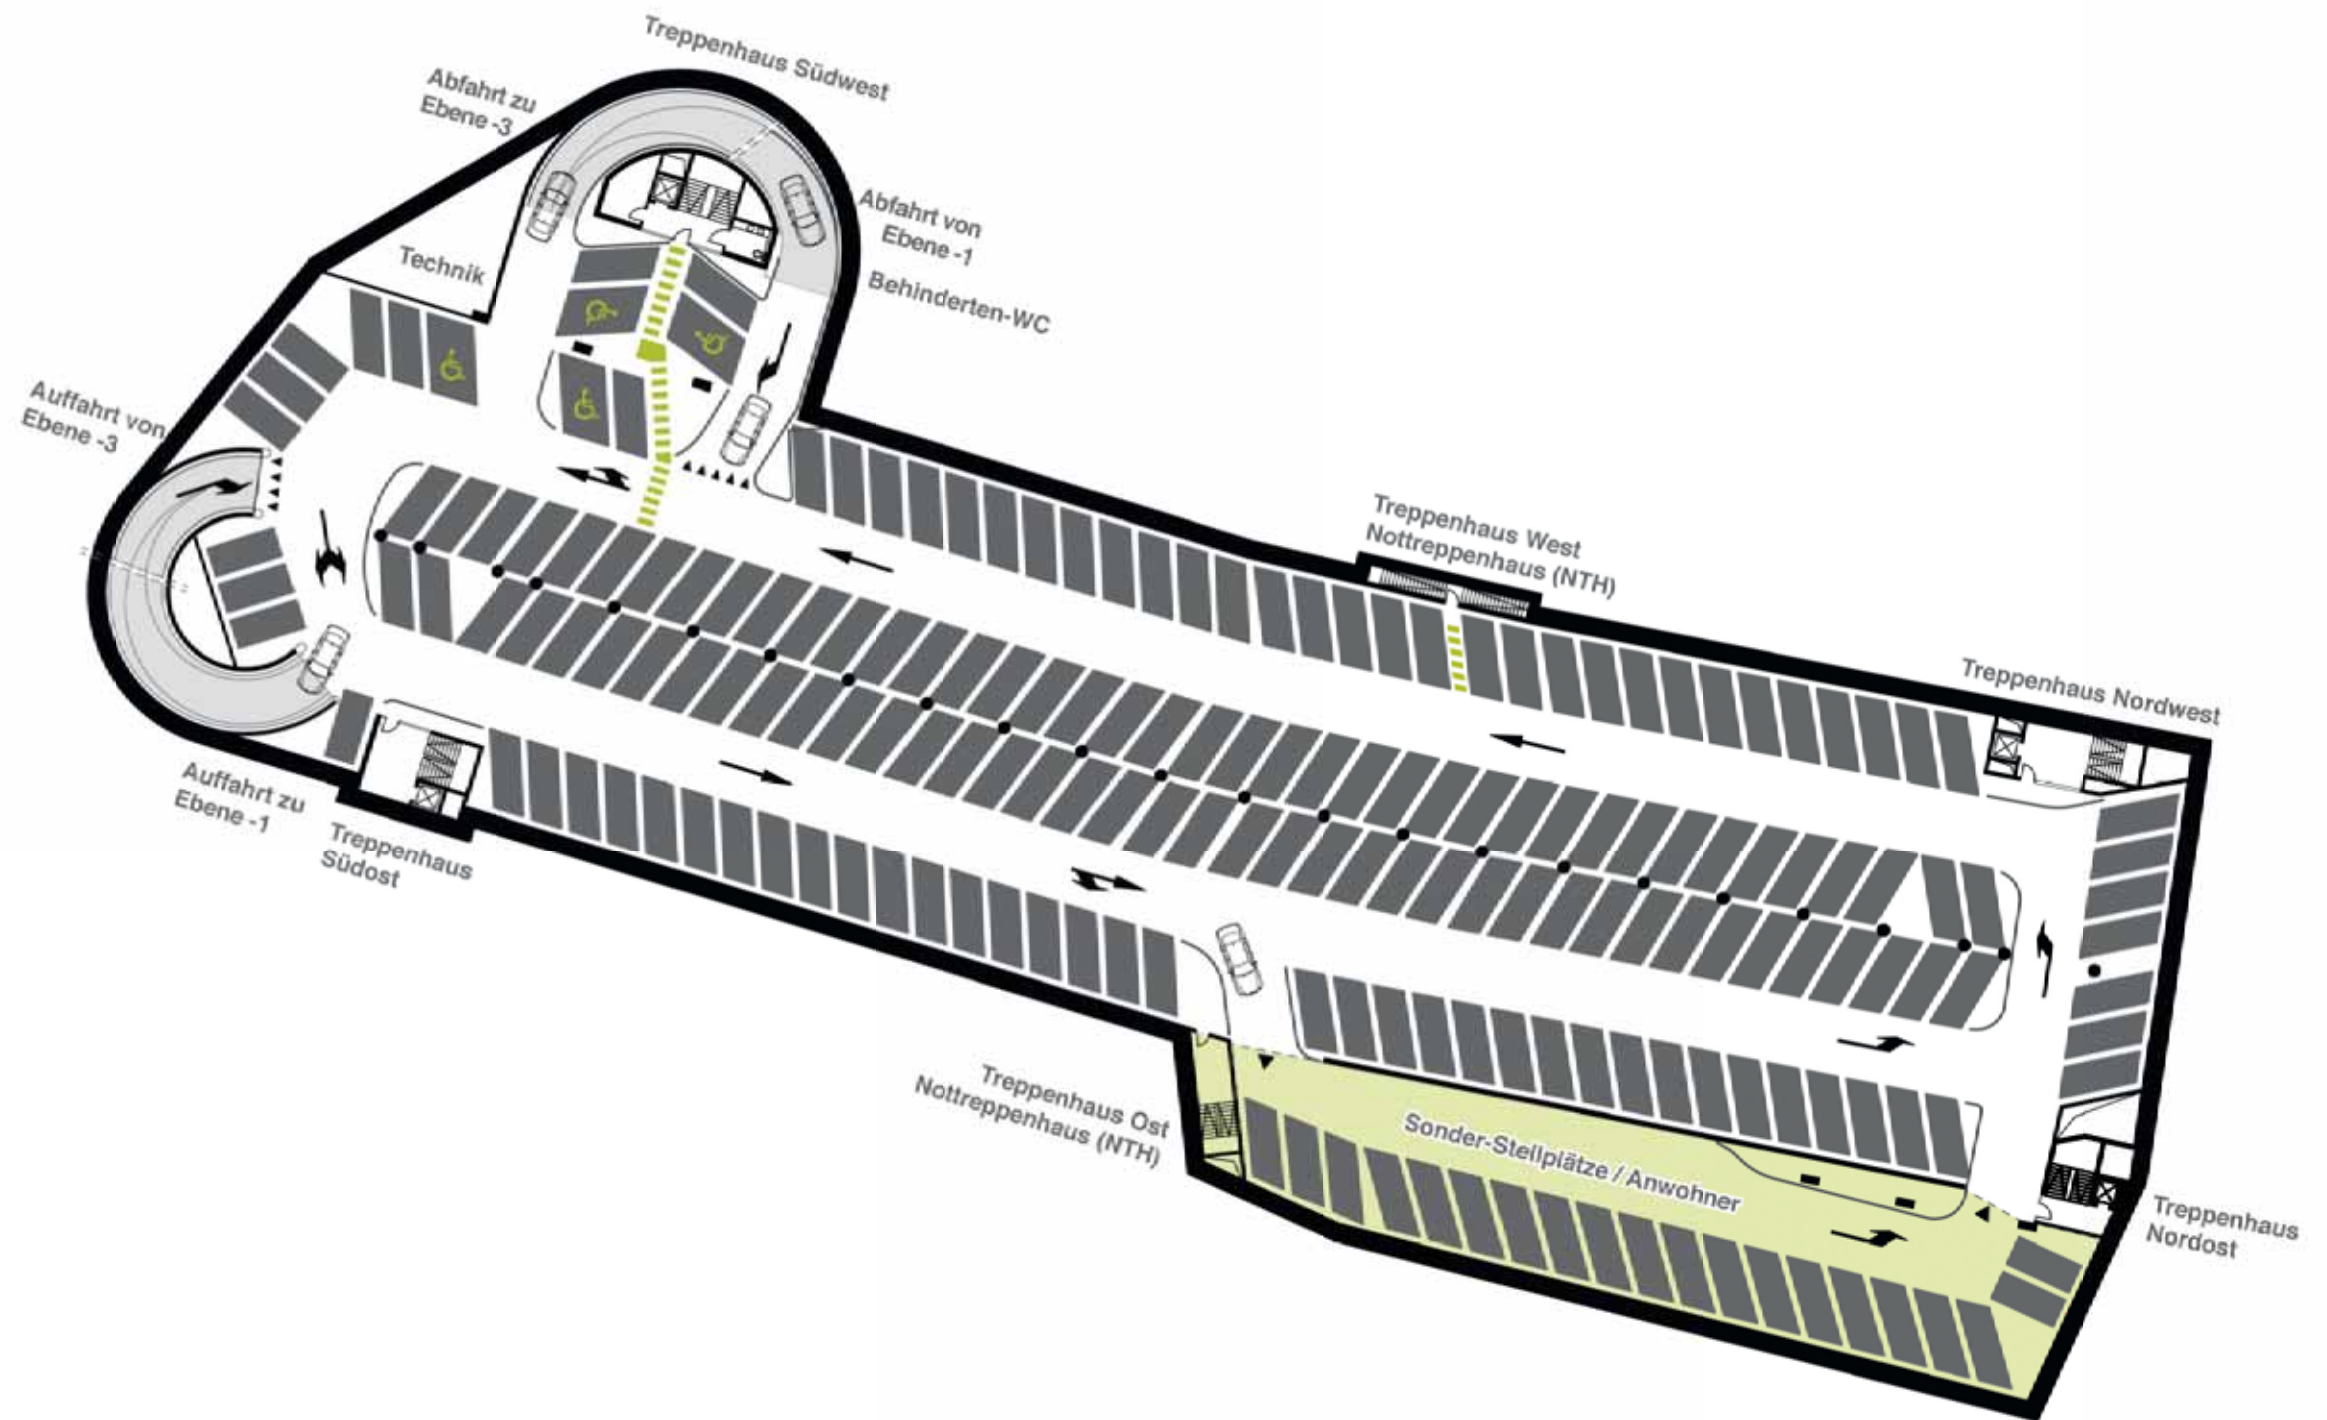 Treppenhaus Südwest
Abfahrt zu
Ebene -3
Abfahrt von
Ebene -1
Technik
Behinderten-WC
Auffahrt von
Ebene -3
Treppenhaus West
Nottreppenhaus (NTH)
Treppenhaus Nordwest
Auffahrt zu
Ebene -1
Treppenhaus
Südost
Treppenhaus Ost
Nottreppenhaus (NTH)
Sonder-Stellplätze / Anwohner
Treppenhaus
Nordost